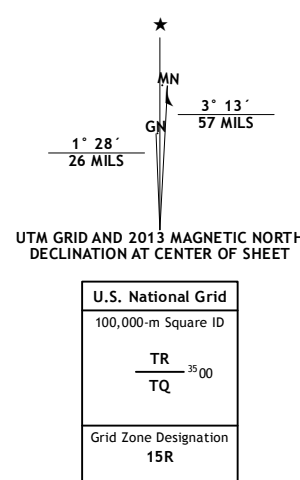 ★
MN
3° 13´
57 MILS
GN
1° 28´
26 MILS
UTM GRID AND 2013 MAGNETIC NORTH
DECLINATION AT CENTER OF SHEET
U.S. National Grid
100,000-m Square ID
TR
³⁵00
TQ
Grid Zone Designation
15R